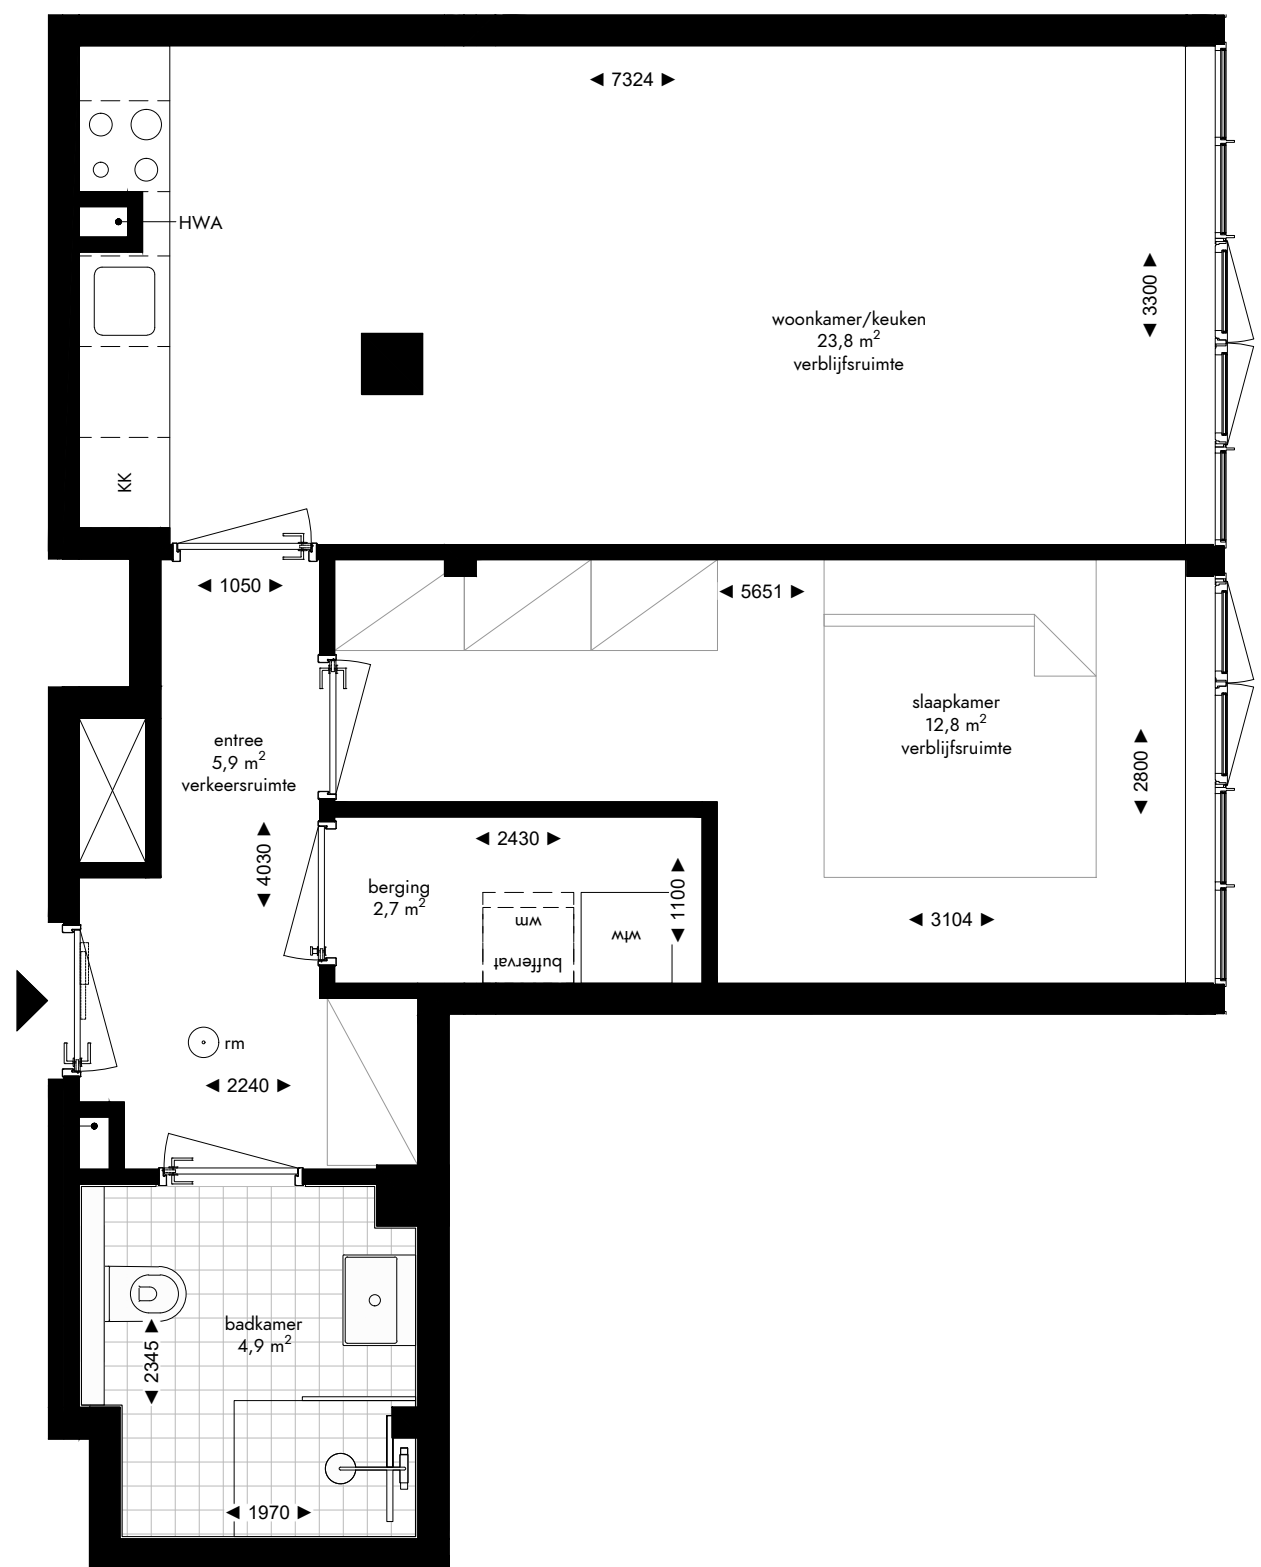 7324
HWA
3300
woonkamer/keuken
23,8 m²
verblijfsruimte
KK
1050
5651
slaapkamer
12,8 m²
verblijfsruimte
entree
5,9 m²
verkeersruimte
2800
4030
2430
berging
2,7 m²
1100
wm
buffervat
wtw
3104
rm
2240
badkamer
4,9 m²
2345
1970